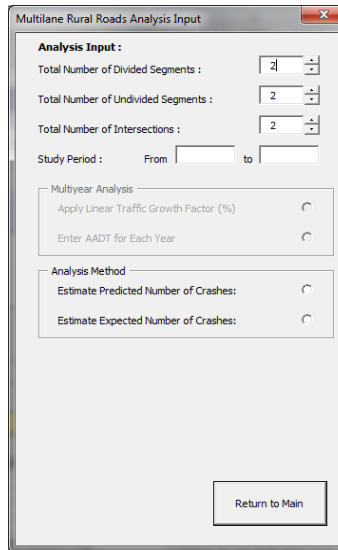 Multilane Rural Roads Analysis Input
Analysis Input :
Total Number of Divided Segments : 2
Total Number of Undivided Segments : 2
Total Number of Intersections : 2
Study Period : From to
Multiyear Analysis
Apply Linear Traffic Growth Factor (%)
Enter AADT for Each Year
Analysis Method
Estimate Predicted Number of Crashes:
Estimate Expected Number of Crashes:
Return to Main